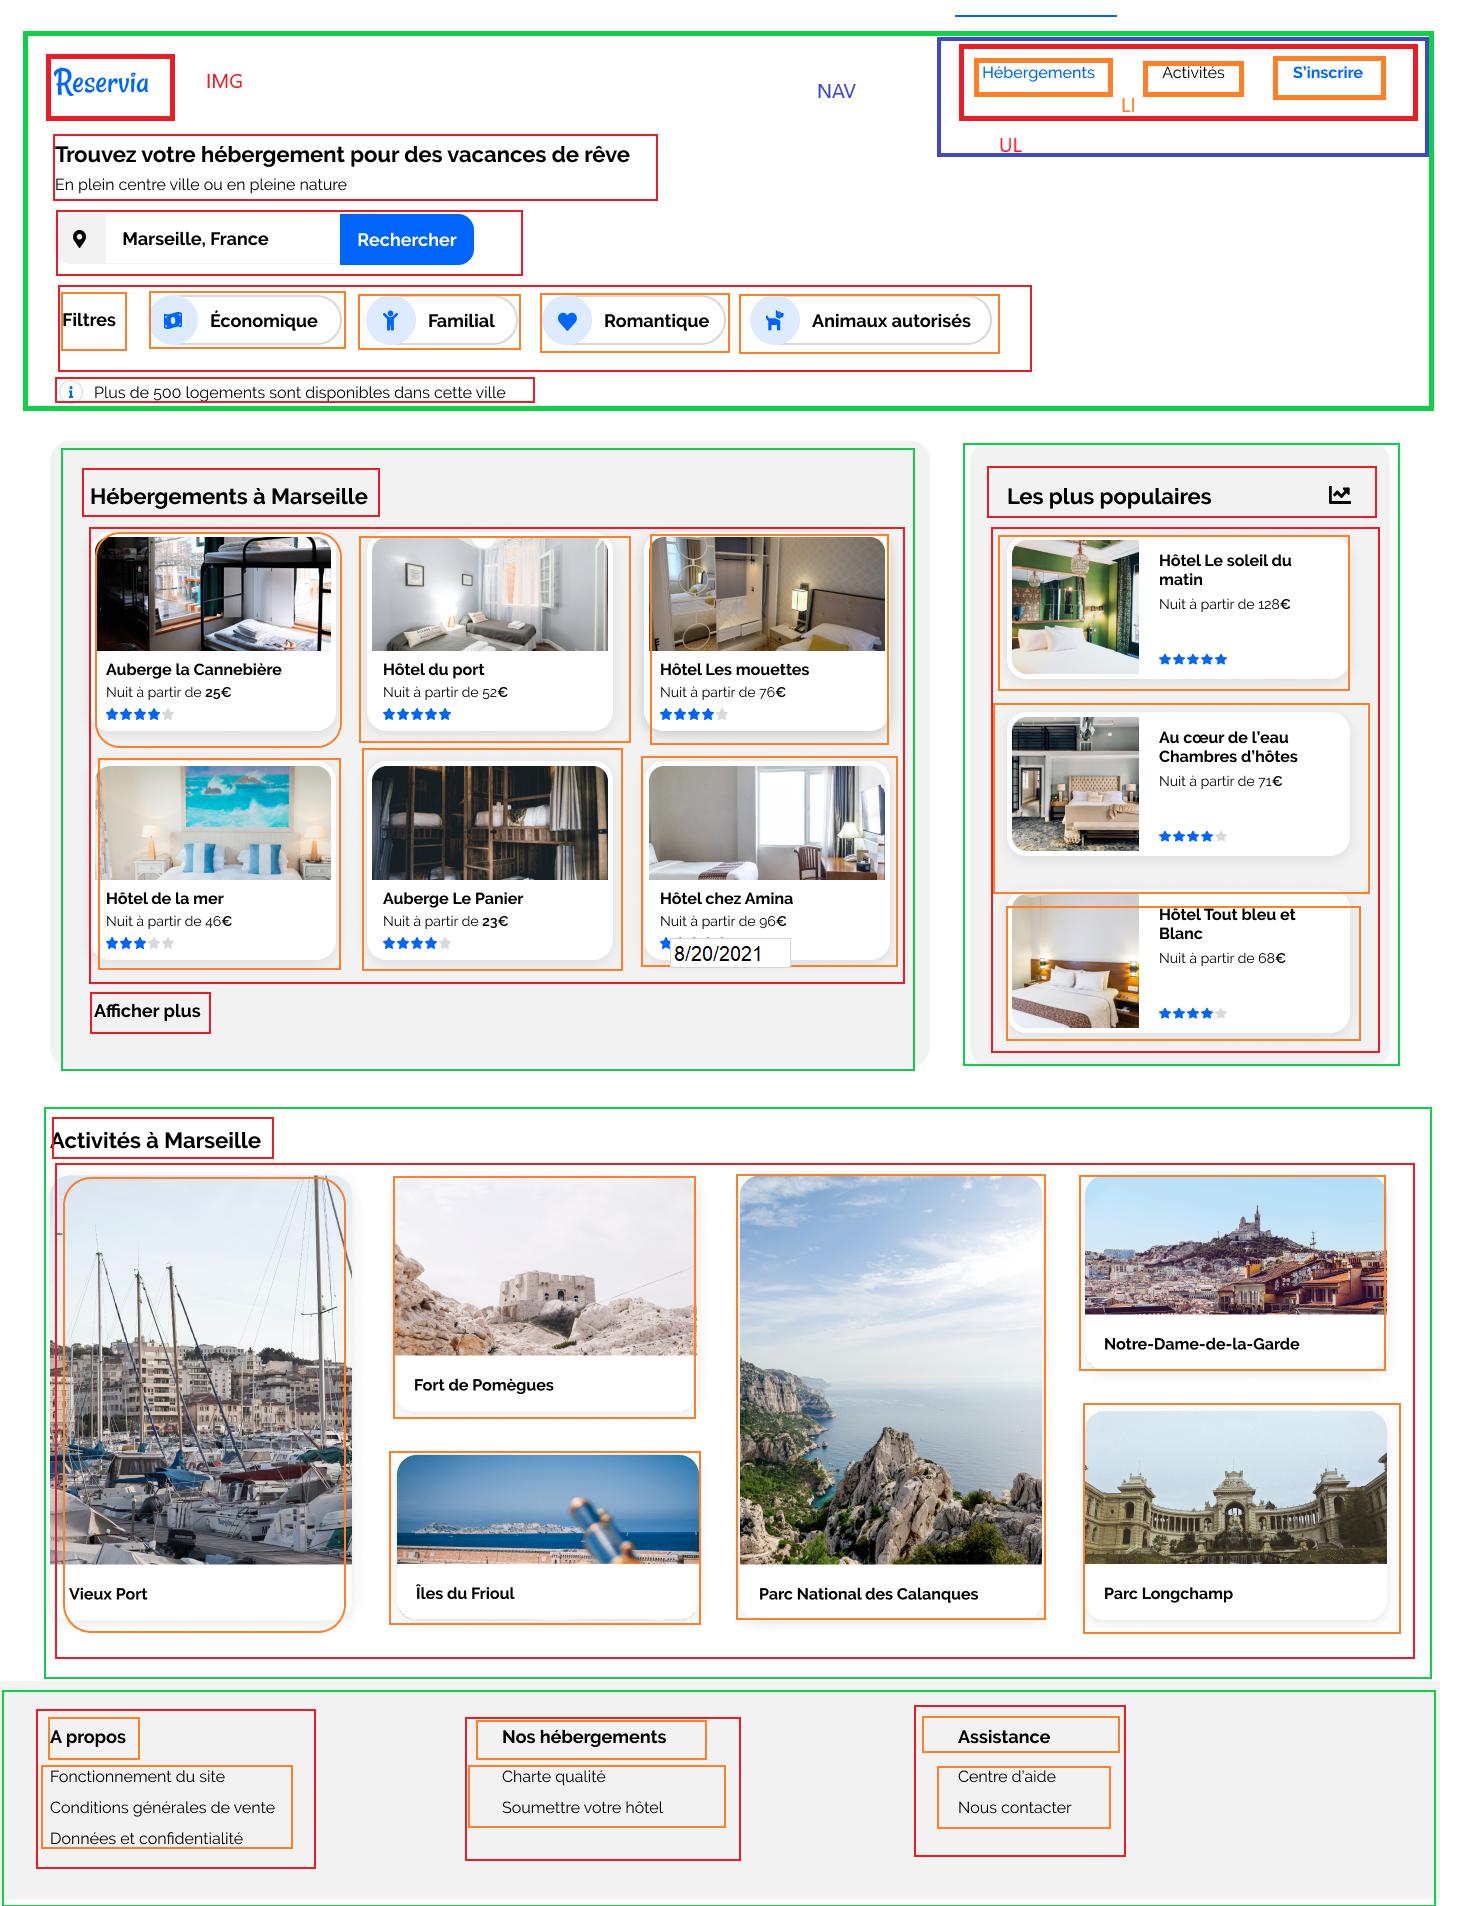 Reservia
IMG
NAV
Hébergements
Activités
S'inscrire
LI
UL
Trouvez votre hébergement pour des vacances de rêve
En plein centre ville ou en pleine nature
Marseille, France
Rechercher
Filtres
Économique
Familial
Romantique
Animaux autorisés
Plus de 500 logements sont disponibles dans cette ville
Hébergements à Marseille
Auberge la Cannebière
Nuit à partir de 25€
Hôtel du port
Nuit à partir de 52€
Hôtel Les mouettes
Nuit à partir de 76€
Hôtel de la mer
Nuit à partir de 46€
Auberge Le Panier
Nuit à partir de 23€
Hôtel chez Amina
Nuit à partir de 96€
8/20/2021
Afficher plus
Les plus populaires
Hôtel Le soleil du
matin
Nuit à partir de 128€
Au cœur de l'eau
Chambres d'hôtes
Nuit à partir de 71€
Hôtel Tout bleu et
Blanc
Nuit à partir de 68€
Activités à Marseille
Vieux Port
Fort de Pomègues
Îles du Frioul
Parc National des Calanques
Notre-Dame-de-la-Garde
Parc Longchamp
A propos
Fonctionnement du site
Conditions générales de vente
Données et confidentialité
Nos hébergements
Charte qualité
Soumettre votre hôtel
Assistance
Centre d'aide
Nous contacter